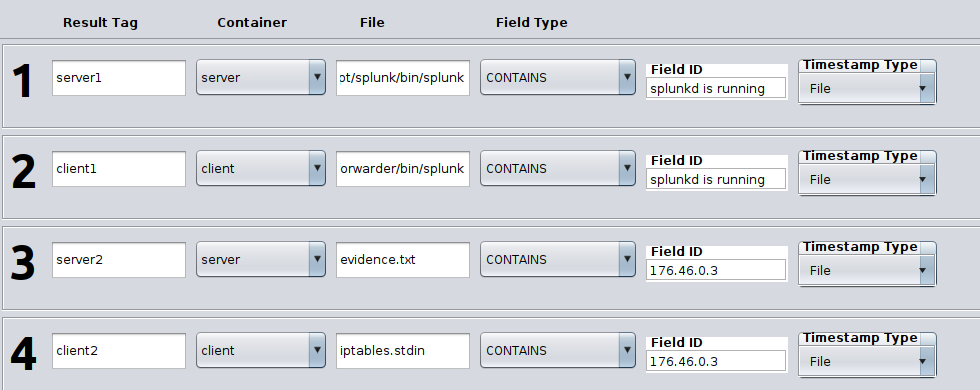 Result Tag Container File Field Type
1 server1 server ot/splunk/bin/splunk CONTAINS Field ID splunkd is running Timestamp Type File
2 client1 client orwarder/bin/splunk CONTAINS Field ID splunkd is running Timestamp Type File
3 server2 server evidence.txt CONTAINS Field ID 176.46.0.3 Timestamp Type File
4 client2 client iptables.stdin CONTAINS Field ID 176.46.0.3 Timestamp Type File